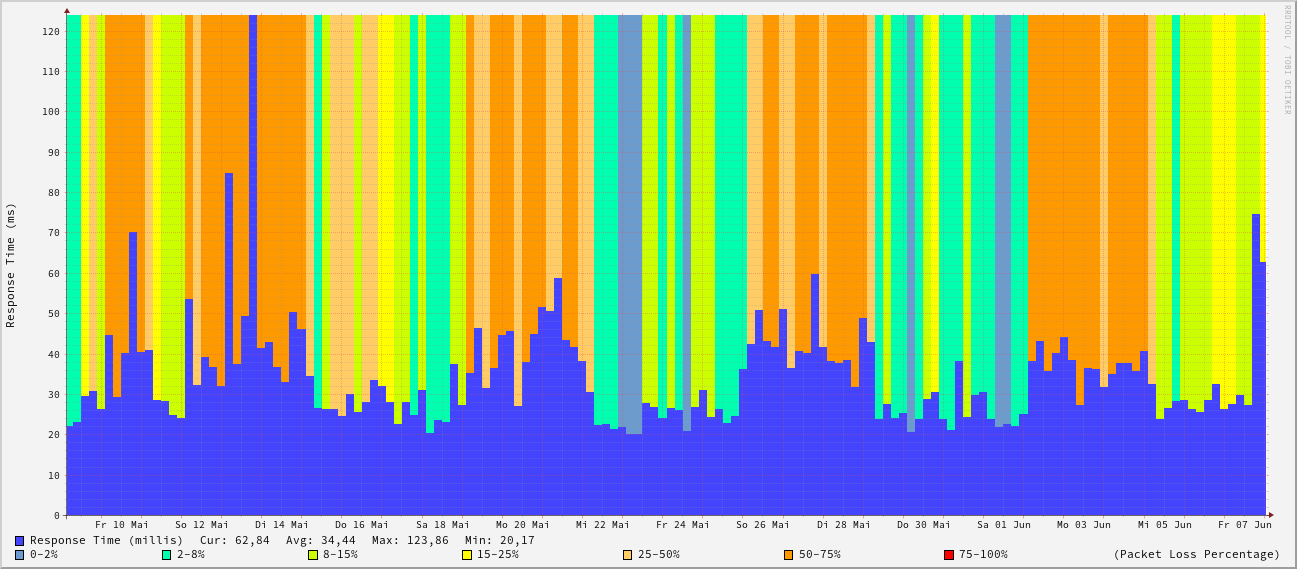 RRDTOOL / TOBI OETIKER
Response Time (ms)
120
110
100
90
80
70
60
50
40
30
20
10
0
Fr 10 Mai So 12 Mai Di 14 Mai Do 16 Mai Sa 18 Mai Mo 20 Mai Mi 22 Mai Fr 24 Mai So 26 Mai Di 28 Mai Do 30 Mai Sa 01 Jun Mo 03 Jun Mi 05 Jun Fr 07 Jun
Response Time (millis) Cur: 62,84 Avg: 34,44 Max: 123,86 Min: 20,17
0-2% 2-8% 8-15% 15-25% 25-50% 50-75% 75-100% (Packet Loss Percentage)